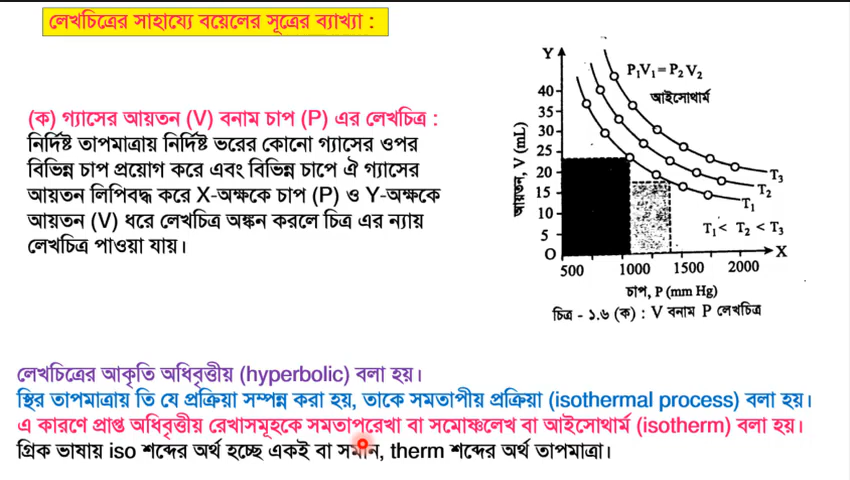 লেখচিত্রের সাহায্যে বয়েলের সূত্রের ব্যাখ্যা :
(ক) গ্যাসের আয়তন (V) বনাম চাপ (P) এর লেখচিত্র :
নির্দিষ্ট তাপমাত্রায় নির্দিষ্ট ভরের কোনো গ্যাসের ওপর
বিভিন্ন চাপ প্রয়োগ করে এবং বিভিন্ন চাপে ঐ গ্যাসের
আয়তন লিপিবদ্ধ করে X-অক্ষকে চাপ (P) ও Y-অক্ষকে
আয়তন (V) ধরে লেখচিত্র অঙ্কন করলে চিত্র এর ন্যায়
লেখচিত্র পাওয়া যায়।
Y
P₁V₁ = P₂V₂
আইসোথার্ম
আয়তন, V (mL)
40
35
30
25
20
15
10
5
O
T₃
T₂
T₁
T₁ < T₂ < T₃
X
500 1000 1500 2000
চাপ, P (mm Hg)
চিত্র - ১.৬ (ক) : V বনাম P লেখচিত্র
লেখচিত্রের আকৃতি অধিবৃত্তীয় (hyperbolic) বলা হয়।
স্থির তাপমাত্রায় তি যে প্রক্রিয়া সম্পন্ন করা হয়, তাকে সমতাপীয় প্রক্রিয়া (isothermal process) বলা হয়।
এ কারণে প্রাপ্ত অধিবৃত্তীয় রেখাসমূহকে সমতাপরেখা বা সমোষ্ণলেখ বা আইসোথার্ম (isotherm) বলা হয়।
গ্রিক ভাষায় iso শব্দের অর্থ হচ্ছে একই বা সমান, therm শব্দের অর্থ তাপমাত্রা।